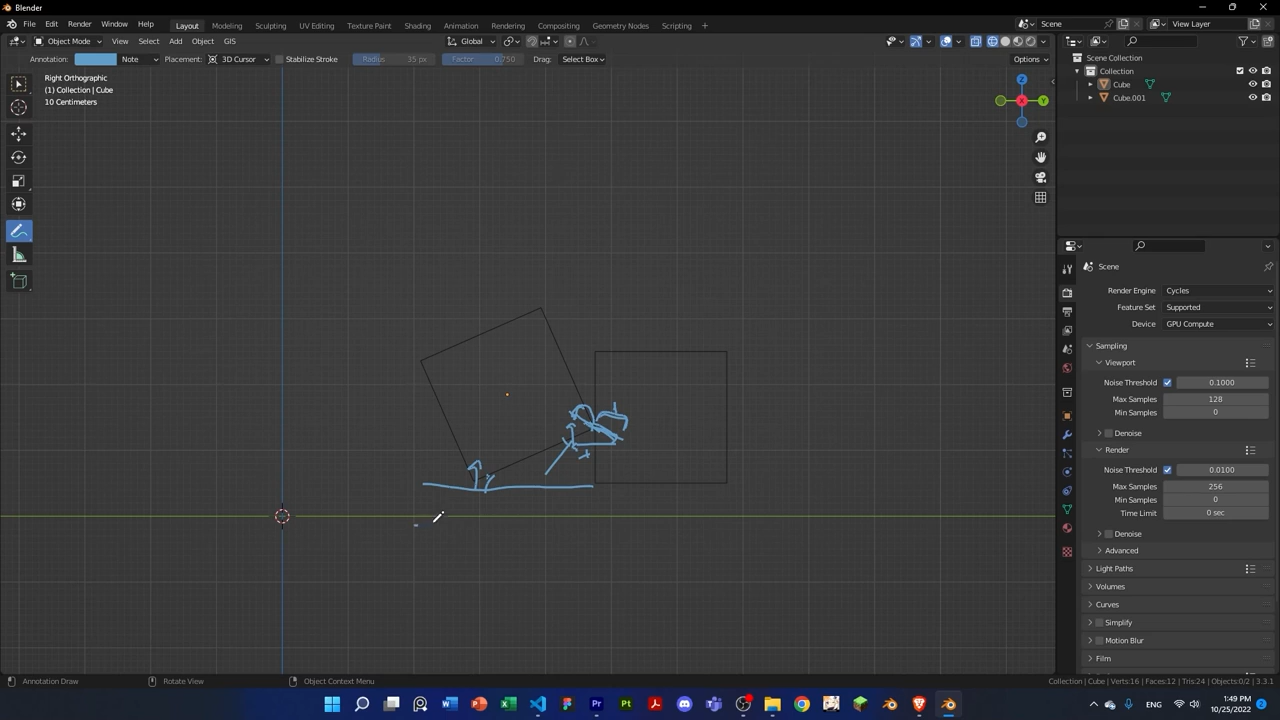 Blender
File Edit Render Window Help Layout Modeling Sculpting UV Editing Texture Paint Shading Animation Rendering Compositing Geometry Nodes Scripting + Scene View Layer
Object Mode View Select Add Object GIS Global
Annotation: Note Placement: 3D Cursor Stabilize Stroke Radius 35 px Factor 0.750 Drag: Select Box Options
Right Orthographic
(1) Collection | Cube
10 Centimeters
Z
X
Y
Scene Collection
Collection
Cube
Cube.001
Scene
Render Engine Cycles
Feature Set Supported
Device GPU Compute
Sampling
Viewport
Noise Threshold 0.1000
Max Samples 128
Min Samples 0
Denoise
Render
Noise Threshold 0.0100
Max Samples 256
Min Samples 0
Time Limit 0 sec
Denoise
Advanced
Light Paths
Volumes
Curves
Simplify
Motion Blur
Film
Annotation Draw Rotate View Object Context Menu Collection | Cube | Verts:16 | Faces:12 | Tris:24 | Objects:0/2 | 3.3.1
ENG 1:49 PM
10/25/2022